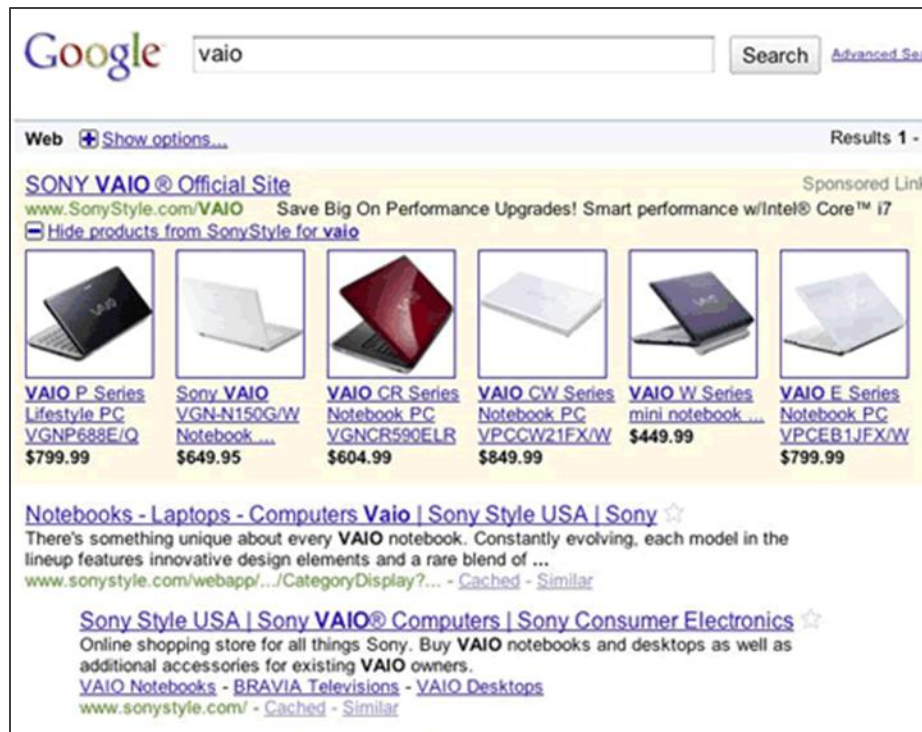 Google vaio Search Advanced Sea
Web Show options... Results 1 -
SONY VAIO ® Official Site Sponsored Link
www.SonyStyle.com/VAIO Save Big On Performance Upgrades! Smart performance w/Intel® Core™ i7
Hide products from SonyStyle for vaio
VAIO P Series
Lifestyle PC
VGNP688E/Q
$799.99
Sony VAIO
VGN-N150G/W
Notebook ...
$649.95
VAIO CR Series
Notebook PC
VGNCR590ELR
$604.99
VAIO CW Series
Notebook PC
VPCCW21FX/W
$849.99
VAIO W Series
mini notebook ...
$449.99
VAIO E Series
Notebook PC
VPCEB1JFX/W
$799.99
Notebooks - Laptops - Computers Vaio | Sony Style USA | Sony
There's something unique about every VAIO notebook. Constantly evolving, each model in the
lineup features innovative design elements and a rare blend of ...
www.sonystyle.com/webapp/.../CategoryDisplay?... - Cached - Similar
Sony Style USA | Sony VAIO® Computers | Sony Consumer Electronics
Online shopping store for all things Sony. Buy VAIO notebooks and desktops as well as
additional accessories for existing VAIO owners.
VAIO Notebooks - BRAVIA Televisions - VAIO Desktops
www.sonystyle.com/ - Cached - Similar